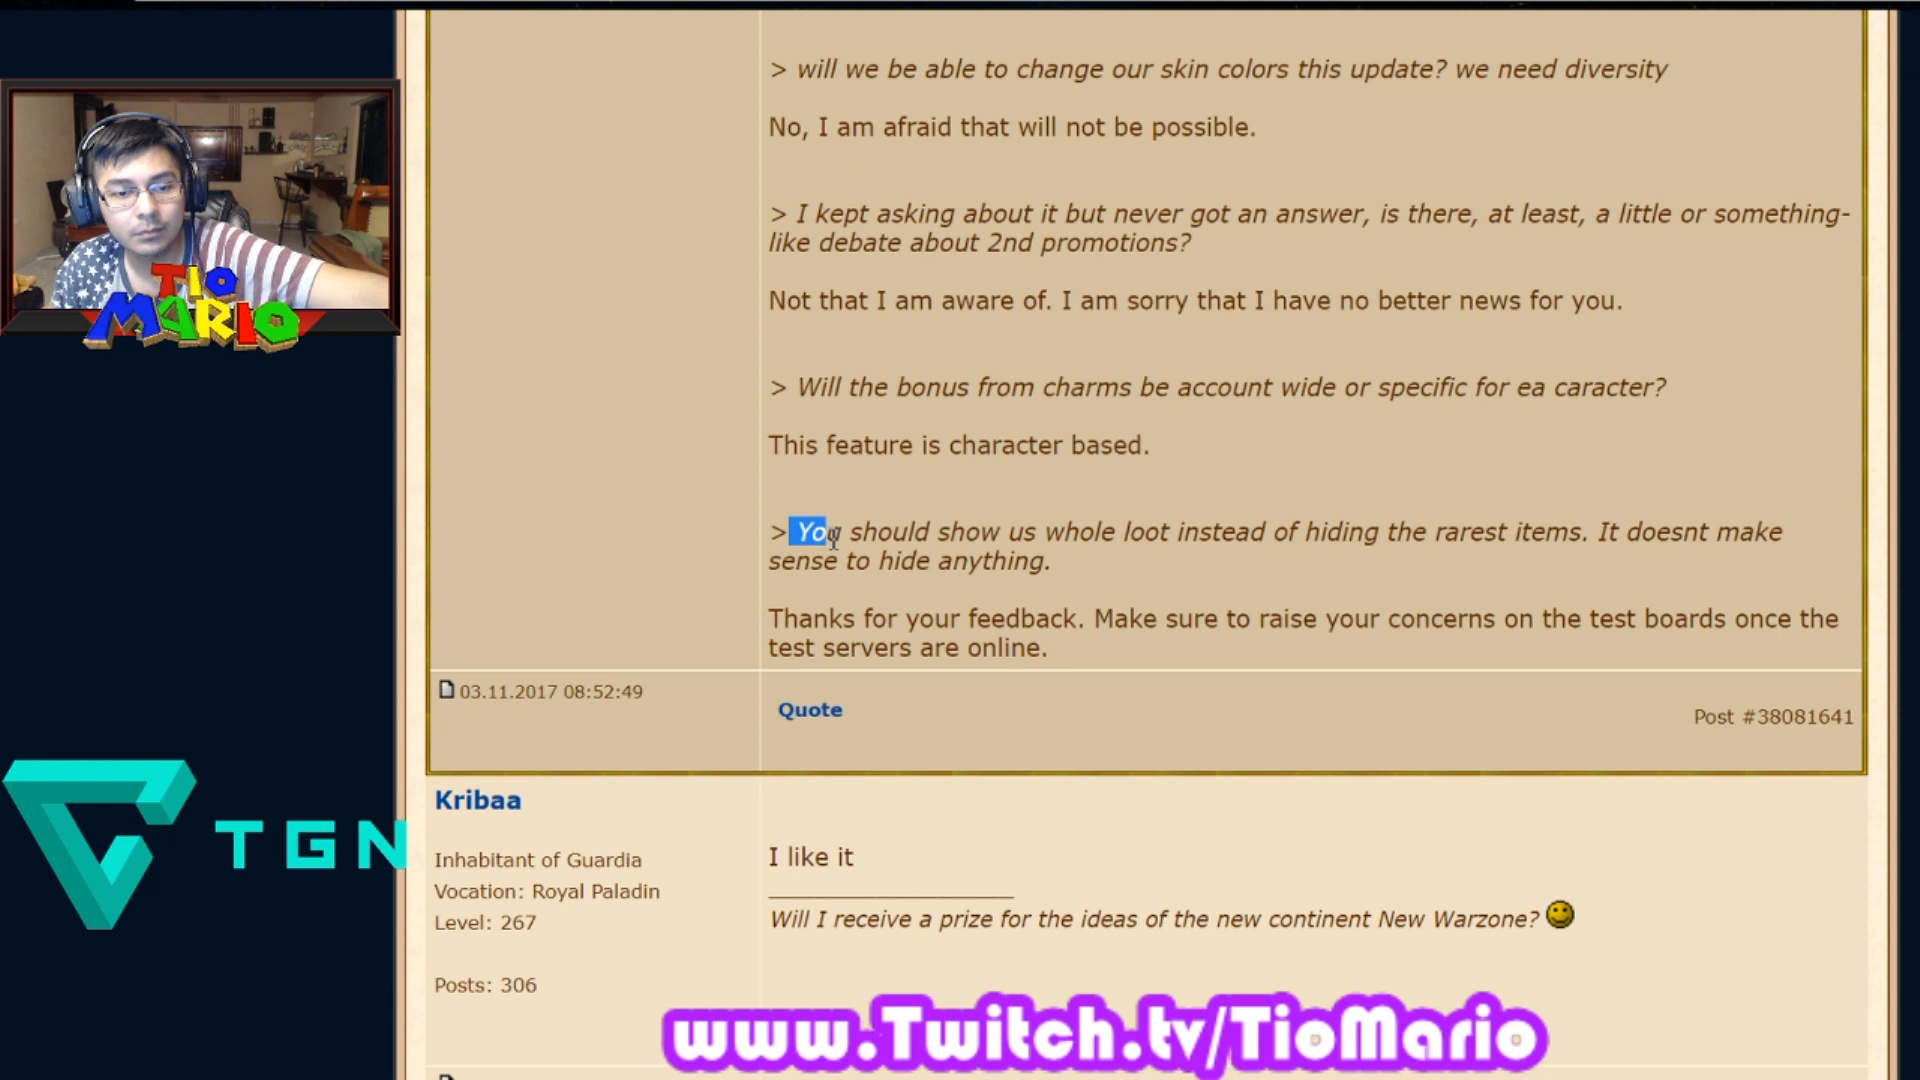 > will we be able to change our skin colors this update? we need diversity
No, I am afraid that will not be possible.
> I kept asking about it but never got an answer, is there, at least, a little or something-
like debate about 2nd promotions?
Not that I am aware of. I am sorry that I have no better news for you.
> Will the bonus from charms be account wide or specific for ea caracter?
This feature is character based.
> You should show us whole loot instead of hiding the rarest items. It doesnt make
sense to hide anything.
Thanks for your feedback. Make sure to raise your concerns on the test boards once the
test servers are online.
03.11.2017 08:52:49
Quote
Post #38081641
TIO
MARIO
TGN
Kribaa
Inhabitant of Guardia
Vocation: Royal Paladin
Level: 267
Posts: 306
I like it
Will I receive a prize for the ideas of the new continent New Warzone?
www.Twitch.tv/TioMario